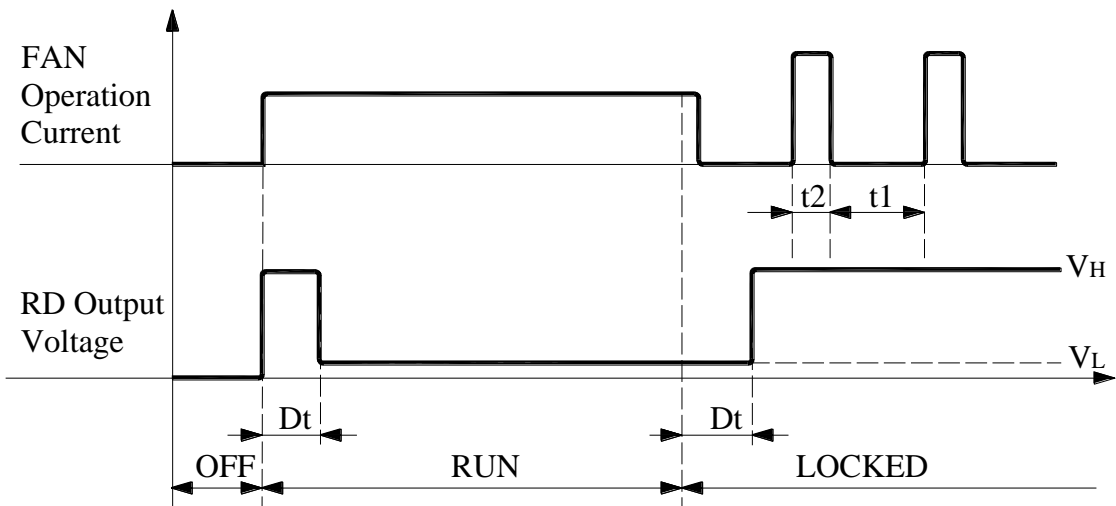 FAN
Operation
Current
t2
t1
VH
RD Output
Voltage
VL
Dt
Dt
OFF
RUN
LOCKED